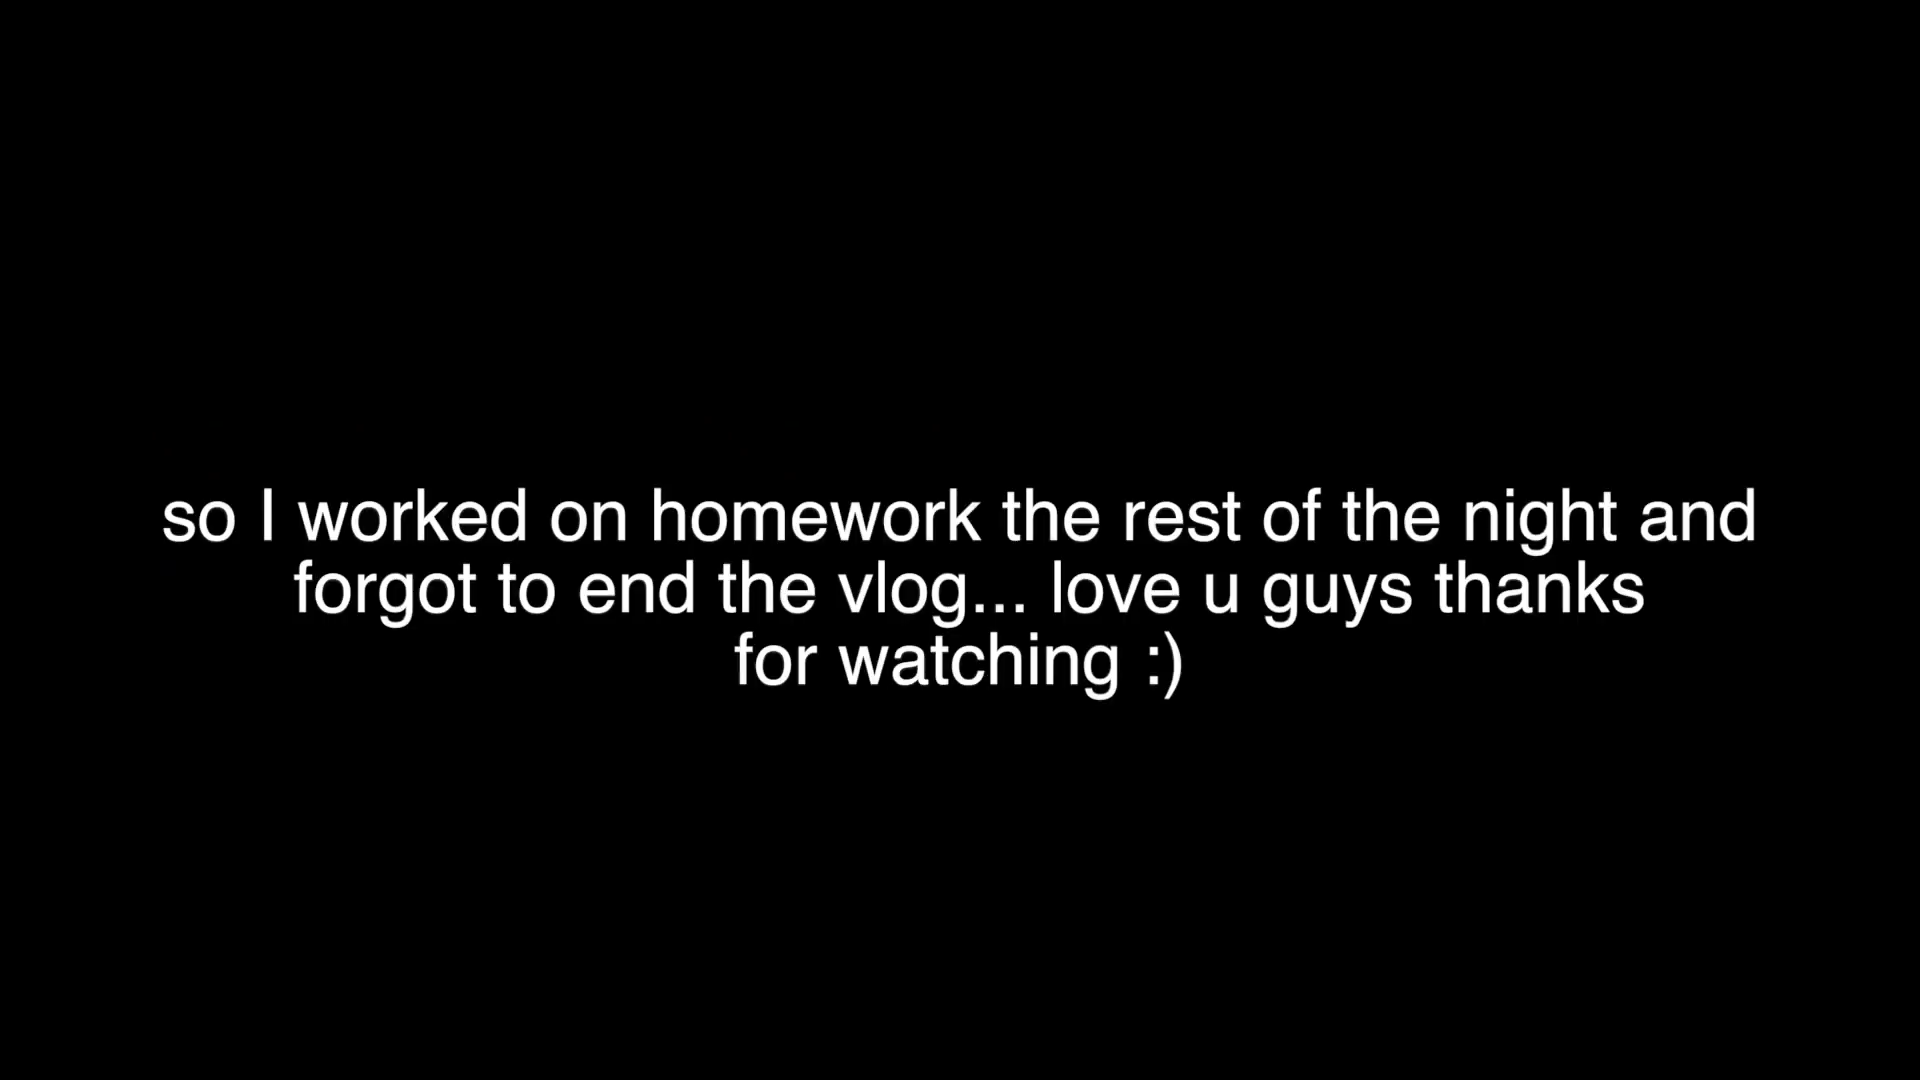 so I worked on homework the rest of the night and
forgot to end the vlog... love u guys thanks
for watching :)